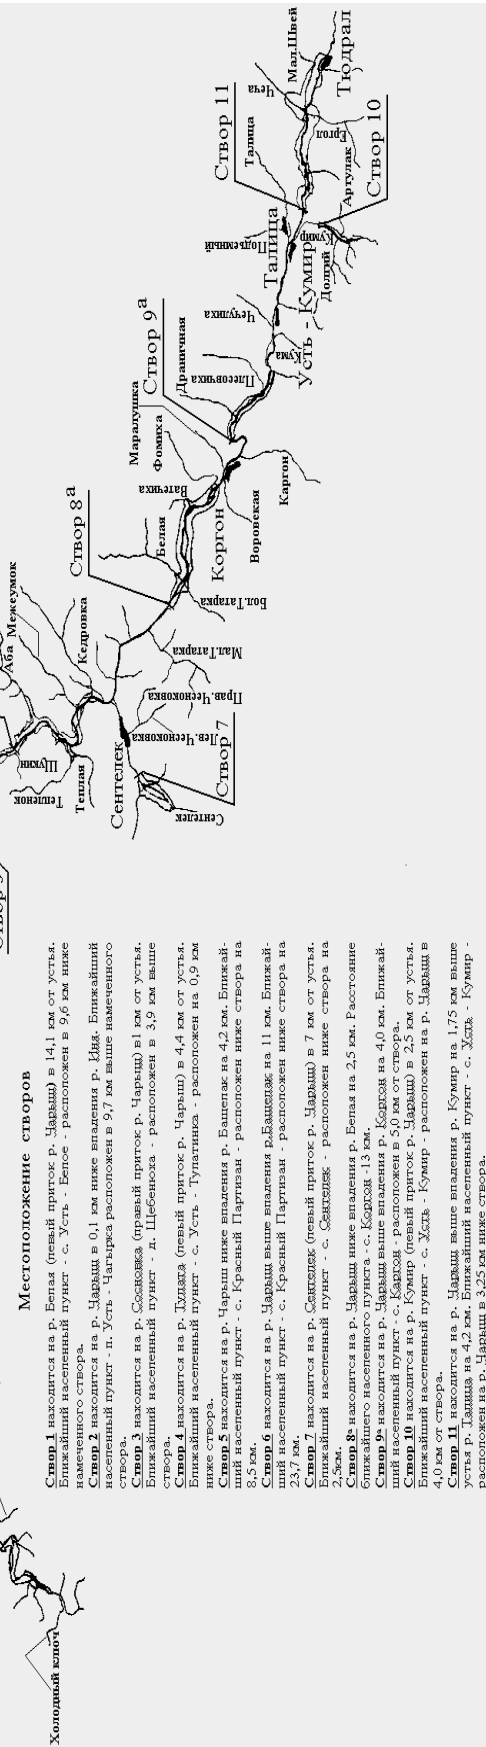 Створ 9
Аба
Межеумок
Щукин
Тепленок
Теплая
Кедровка
Сентелек
Лев.Чесноковка
Прав.Чесноковка
Створ 7
Сентелек
Мал.Татарка
Бол.Татарка
Створ 8а
Белая
Ватечиха
Фомиха
Маралушка
Коргон
Воровская
Каргон
Створ 9а
Драничная
Плесовчиха
Чечулиха
Кума
Усть - Кумир
Талица
Подъемный
Талица
Кумир
Долгий
Артулак
Створ 10
Створ 11
Ергол
Чеча
Мал.Швей
Тюдрал
Холодный ключ
Местоположение створов
Створ 1 находится на р. Белая (левый приток р. Чарыш) в 14,1 км от устья.
Ближайший населенный пункт - с. Усть - Белое - расположен в 9,6 км ниже
намеченного створа.
Створ 2 находится на р. Чарыш в 0,1 км ниже впадения р. Иня. Ближайший
населенный пункт - п. Усть - Чагырка расположен в 9,7 км выше намеченного
створа.
Створ 3 находится на р. Сосновка (правый приток р. Чарыш) в1 км от устья.
Ближайший населенный пункт - д. Щебенюха - расположен в 3,9 км выше
створа.
Створ 4 находится на р. Тулата (левый приток р. Чарыш) в 4,4 км от устья.
Ближайший населенный пункт - с. Усть - Тулатинка - расположен на 0,9 км
ниже створа.
Створ 5 находится на р. Чарыш ниже впадения р. Бащелак на 4,2 км. Ближай-
ший населенный пункт - с. Красный Партизан - расположен ниже створа на
8,5 км.
Створ 6 находится на р. Чарыш выше впадения р.Бащелак на 11 км. Ближай-
ший населенный пункт - с. Красный Партизан - расположен ниже створа на
23,7 км.
Створ 7 находится на р. Сентелек (левый приток р. Чарыш) в 7 км от устья.
Ближайший населенный пункт - с. Сентелек - расположен ниже створа на
2,5км.
Створ 8а находится на р. Чарыш ниже впадения р. Белая на 2,5 км. Расстояние
ближайшего населенного пункта - с. Коргон -13 км.
Створ 9а находится на р. Чарыш выше впадения р. Коргон на 4,0 км. Ближай-
ший населенный пункт - с. Каргон - расположен в 5,0 км от створа.
Створ 10 находится на р. Кумир (левый приток р. Чарыш) в 2,5 км от устья.
Ближайший населенный пункт - с. Усть - Кумир - расположен на р. Чарыш в
4,0 км от створа.
Створ 11 находится на р. Чарыш выше впадения р. Кумир на 1,75 км выше
устья р. Талица на 4,2 км. Ближайший населенный пункт - с. Усть - Кумир -
расположен на р. Чарыш в 3,25 км ниже створа.